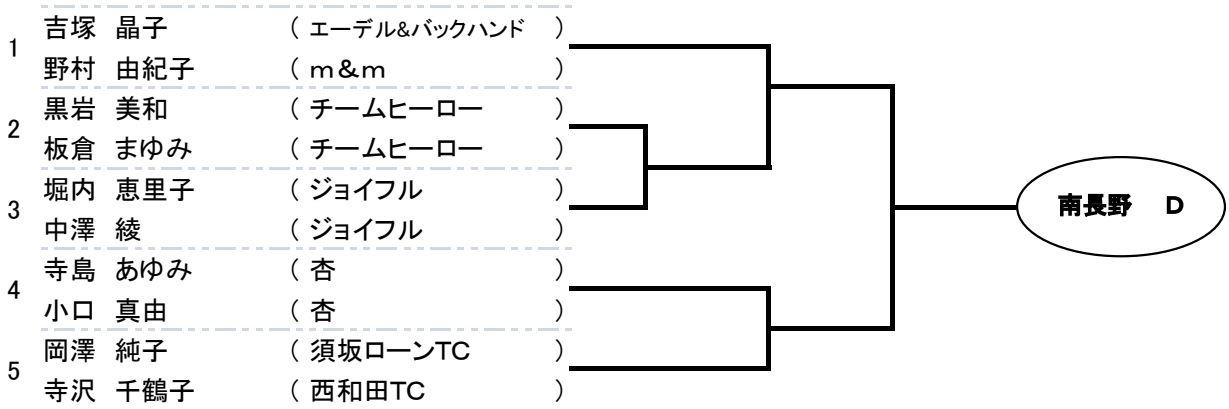 1
吉塚　晶子　（ エーデル&バックハンド　）
野村　由紀子　（ ｍ＆ｍ　）
2
黒岩　美和　（ チームヒーロー　）
板倉　まゆみ　（ チームヒーロー　）
3
堀内　恵里子　（ ジョイフル　）
中澤　綾　（ ジョイフル　）
南長野　Ｄ
4
寺島　あゆみ　（ 杏　）
小口　真由　（ 杏　）
5
岡澤　純子　（ 須坂ローンTC　）
寺沢　千鶴子　（ 西和田TC　）